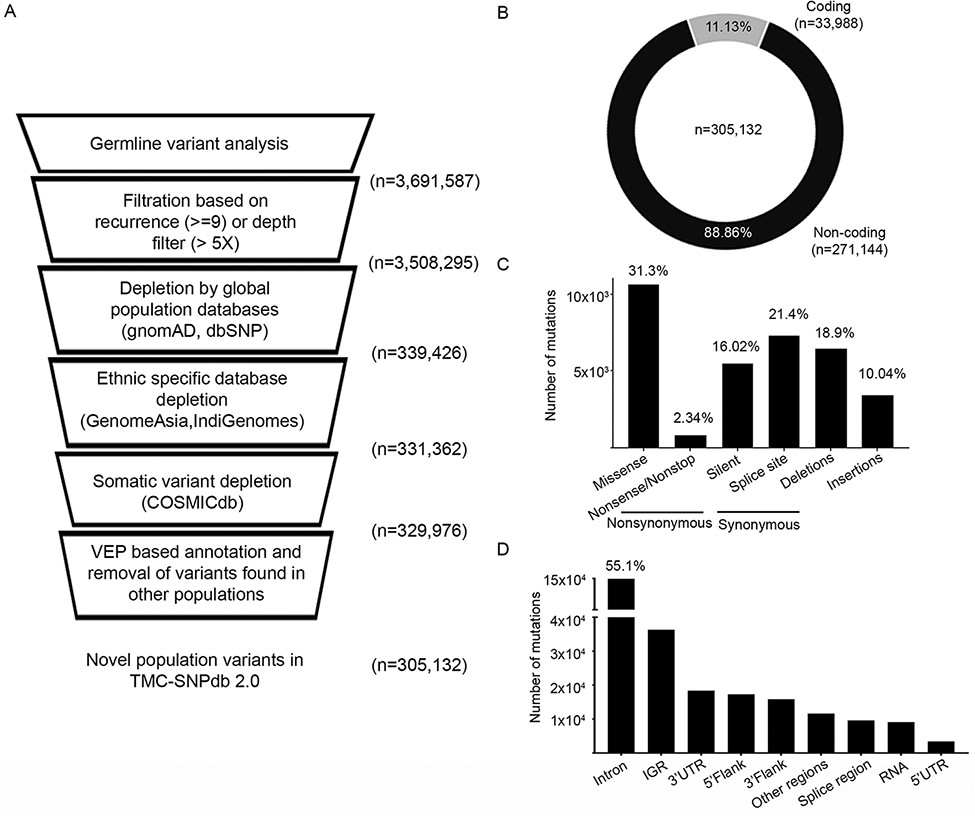 A
Germline variant analysis
(n=3,691,587)
Filtration based on
recurrence (>=9) or depth
filter (> 5X)
(n=3,508,295)
Depletion by global
population databases
(gnomAD, dbSNP)
(n=339,426)
Ethnic specific database
depletion
(GenomeAsia,IndiGenomes)
(n=331,362)
Somatic variant depletion
(COSMICdb)
(n=329,976)
VEP based annotation and
removal of variants found in
other populations
Novel population variants in
TMC-SNPdb 2.0
(n=305,132)
B
Coding
(n=33,988)
11.13%
n=305,132
88.86%
Non-coding
(n=271,144)
C
Number of mutations
10x10³
5x10³
31.3%
2.34%
16.02%
21.4%
18.9%
10.04%
Missense
Nonsense/Nonstop
Silent
Splice site
Deletions
Insertions
Nonsynonymous
Synonymous
D
Number of mutations
15x10⁴
4x10⁴
3x10⁴
2x10⁴
1x10⁴
55.1%
Intron
IGR
3'UTR
5'Flank
3'Flank
Other regions
Splice region
RNA
5'UTR